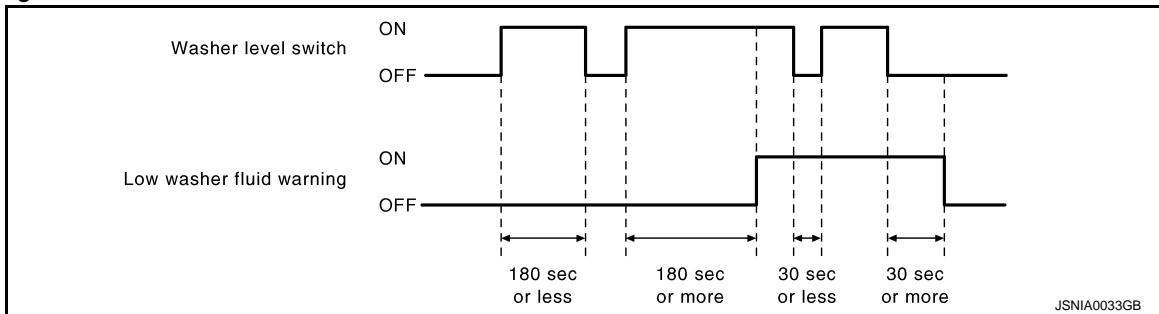 ON
Washer level switch
OFF
ON
Low washer fluid warning
OFF
180 sec
or less
180 sec
or more
30 sec
or less
30 sec
or more
JSNIA0033GB